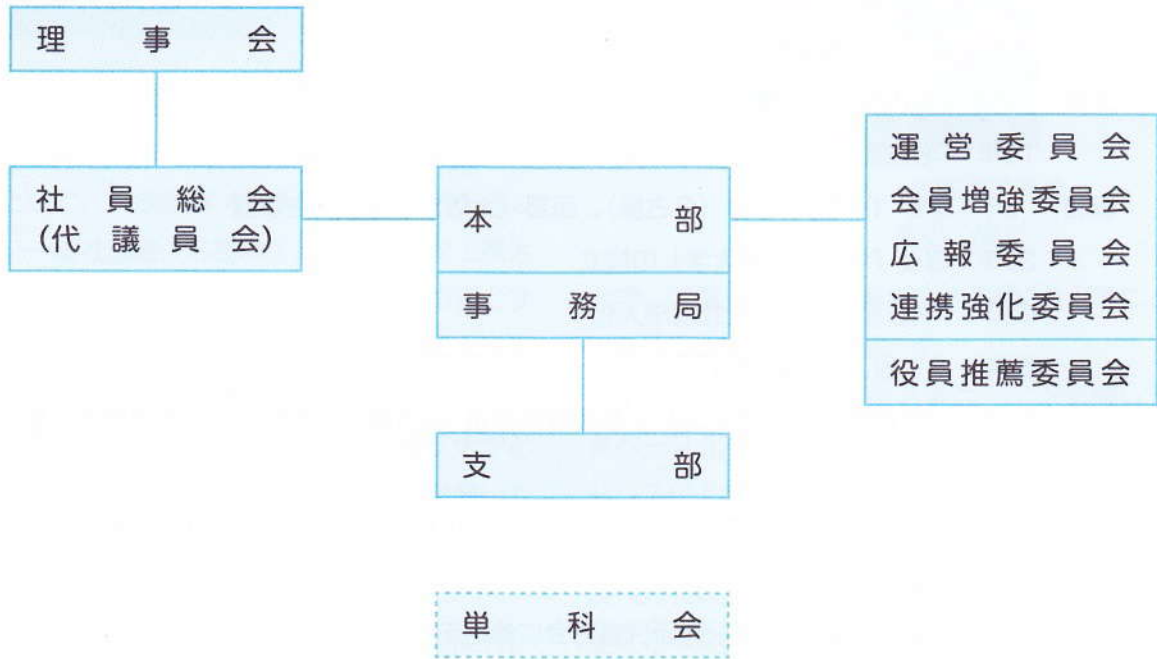 理事会
社員総会
(代議員会)
本部
事務局
支部
単科会
運営委員会
会員増強委員会
広報委員会
連携強化委員会
役員推薦委員会